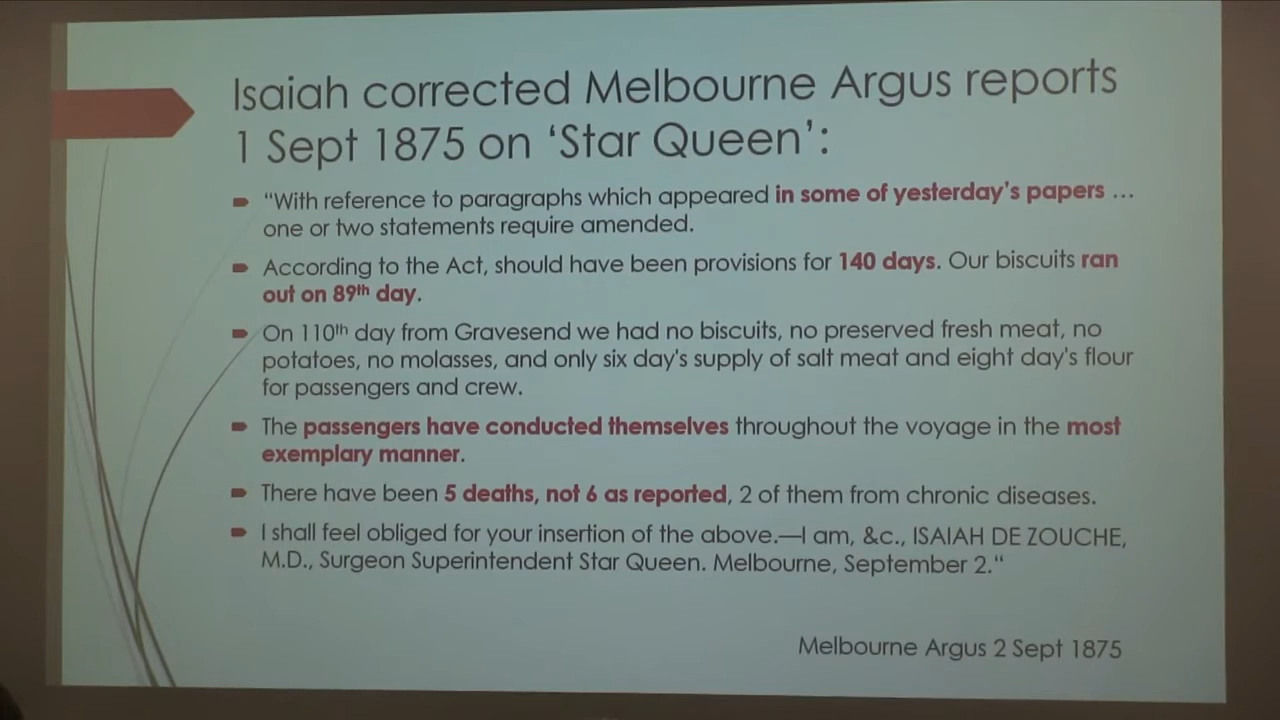 Isaiah corrected Melbourne Argus reports
1 Sept 1875 on ‘Star Queen’:
“With reference to paragraphs which appeared in some of yesterday’s papers …
one or two statements require amended.
According to the Act, should have been provisions for 140 days. Our biscuits ran
out on 89th day.
On 110th day from Gravesend we had no biscuits, no preserved fresh meat, no
potatoes, no molasses, and only six day's supply of salt meat and eight day's flour
for passengers and crew.
The passengers have conducted themselves throughout the voyage in the most
exemplary manner.
There have been 5 deaths, not 6 as reported, 2 of them from chronic diseases.
I shall feel obliged for your insertion of the above.—I am, &c., ISAIAH DE ZOUCHE,
M.D., Surgeon Superintendent Star Queen. Melbourne, September 2.“
Melbourne Argus 2 Sept 1875